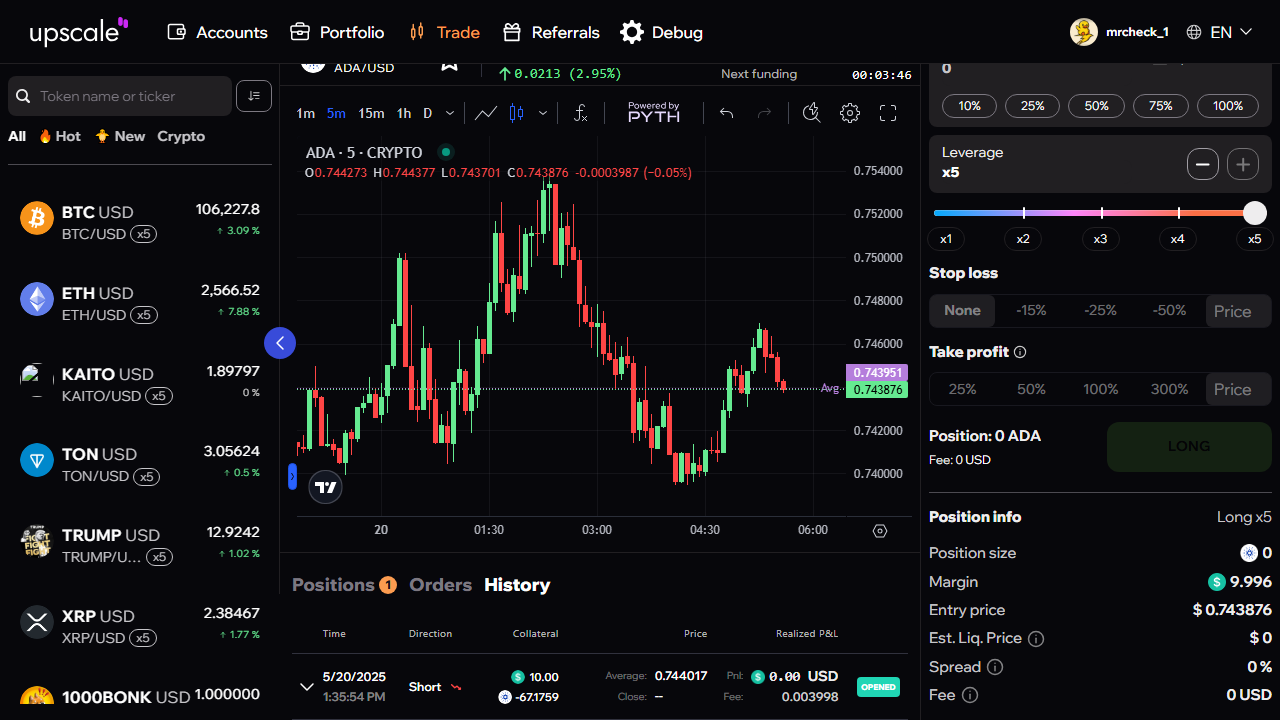 upscale Accounts Portfolio Trade Referrals Debug mrcheck_1 EN
Token name or ticker
All Hot New Crypto
BTC USD 106,227.8
BTC/USD x5 ↑ 3.09 %
ETH USD 2,566.52
ETH/USD x5 ↑ 7.88 %
KAITO USD 1.89797
KAITO/USD x5 0 %
TON USD 3.05624
TON/USD x5 ↑ 0.5 %
TRUMP USD 12.9242
TRUMP/U... x5 ↑ 1.02 %
XRP USD 2.38467
XRP/USD x5 ↑ 1.77 %
1000BONK USD 1.000000
ADA/USD ↑ 0.0213 (2.95%) Next funding 00:03:46
1m 5m 15m 1h D Powered by PYTH
ADA · 5 · CRYPTO
O0.744273 H0.744377 L0.743701 C0.743876 -0.0003987 (−0.05%)
0.754000
0.752000
0.750000
0.748000
0.746000
0.743951
Avg 0.743876
0.742000
0.740000
20 01:30 03:00 04:30 06:00
Positions 1 Orders History
Time Direction Collateral Price Realized P&L
5/20/2025 10.00 Average: 0.744017 Pnl: $ 0.00 USD
Short OPENED
1:35:54 PM -67.1759 Close: -- Fee: 0.003998
0
10% 25% 50% 75% 100%
Leverage
x5
x1 x2 x3 x4 x5
Stop loss
None -15% -25% -50% Price
Take profit
25% 50% 100% 300% Price
Position: 0 ADA LONG
Fee: 0 USD
Position info Long x5
Position size 0
Margin $ 9.996
Entry price $ 0.743876
Est. Liq. Price $ 0
Spread 0 %
Fee 0 USD